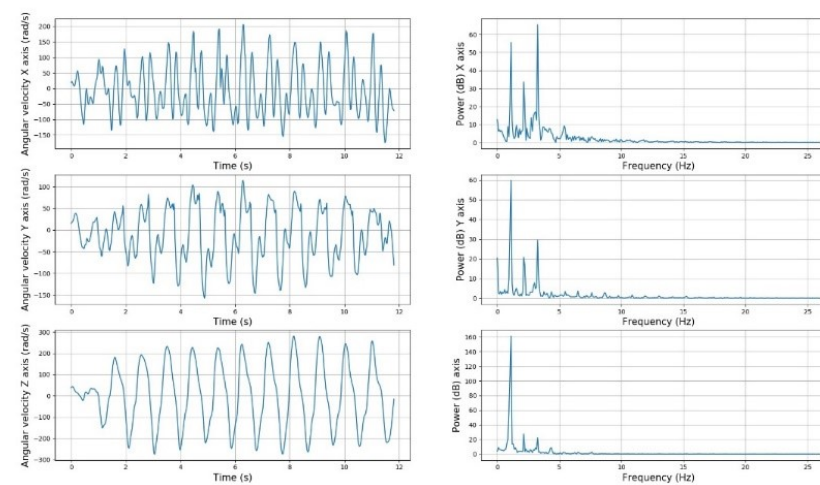 Angular velocity X axis (rad/s)
200
150
100
50
0
−50
−100
−150
0 2 4 6 8 10 12
Time (s)
Power (dB) X axis
60
50
40
30
20
10
0
0 5 10 15 20 25
Frequency (Hz)
Angular velocity Y axis (rad/s)
100
50
0
−50
−100
−150
0 2 4 6 8 10 12
Time (s)
Power (dB) Y axis
60
50
40
30
20
10
0
0 5 10 15 20 25
Frequency (Hz)
Angular velocity Z axis (rad/s)
300
200
100
0
−100
−200
−300
0 2 4 6 8 10 12
Time (s)
Power (dB) axis
160
140
120
100
80
60
40
20
0
0 5 10 15 20 25
Frequency (Hz)